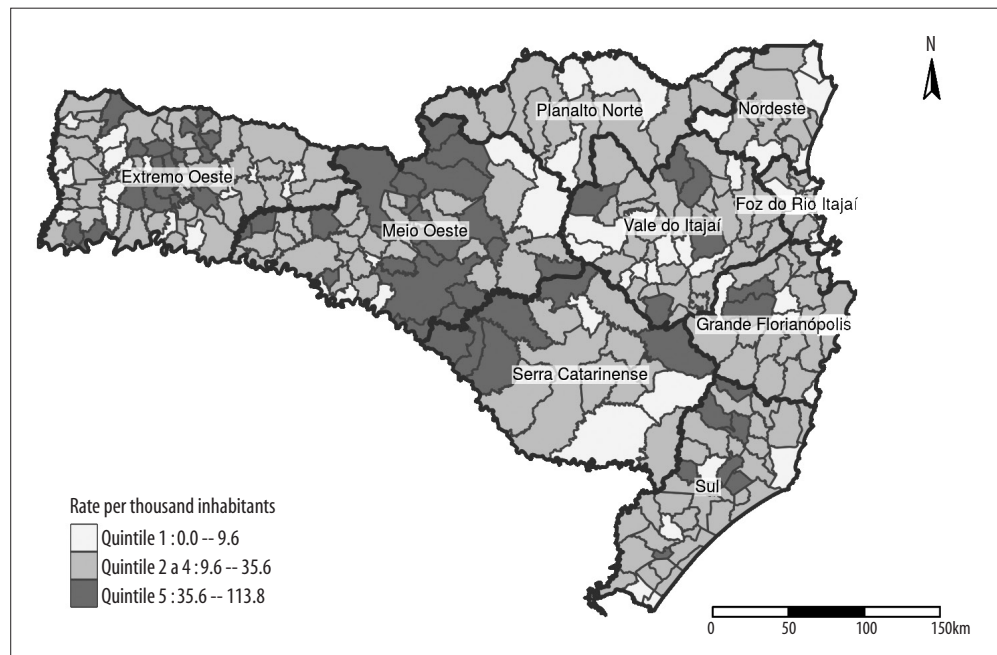 N
Planalto Norte
Nordeste
Extremo Oeste
Foz do Rio Itajaí
Vale do Itajaí
Meio Oeste
Grande Florianópolis
Serra Catarinense
Sul
Rate per thousand inhabitants
Quintile 1 : 0.0 -- 9.6
Quintile 2 a 4 : 9.6 -- 35.6
Quintile 5 : 35.6 -- 113.8
0 50 100 150km